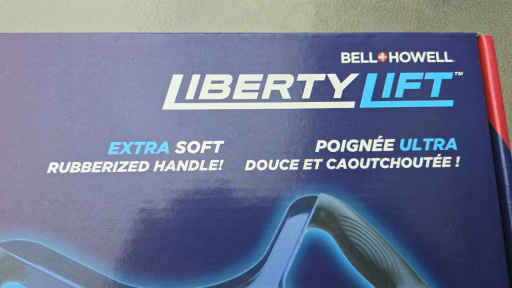 BELL+HOWELL
LIBERTY LIFT™
EXTRA SOFT
RUBBERIZED HANDLE!
POIGNÉE ULTRA
DOUCE ET CAOUTCHOUTÉE !